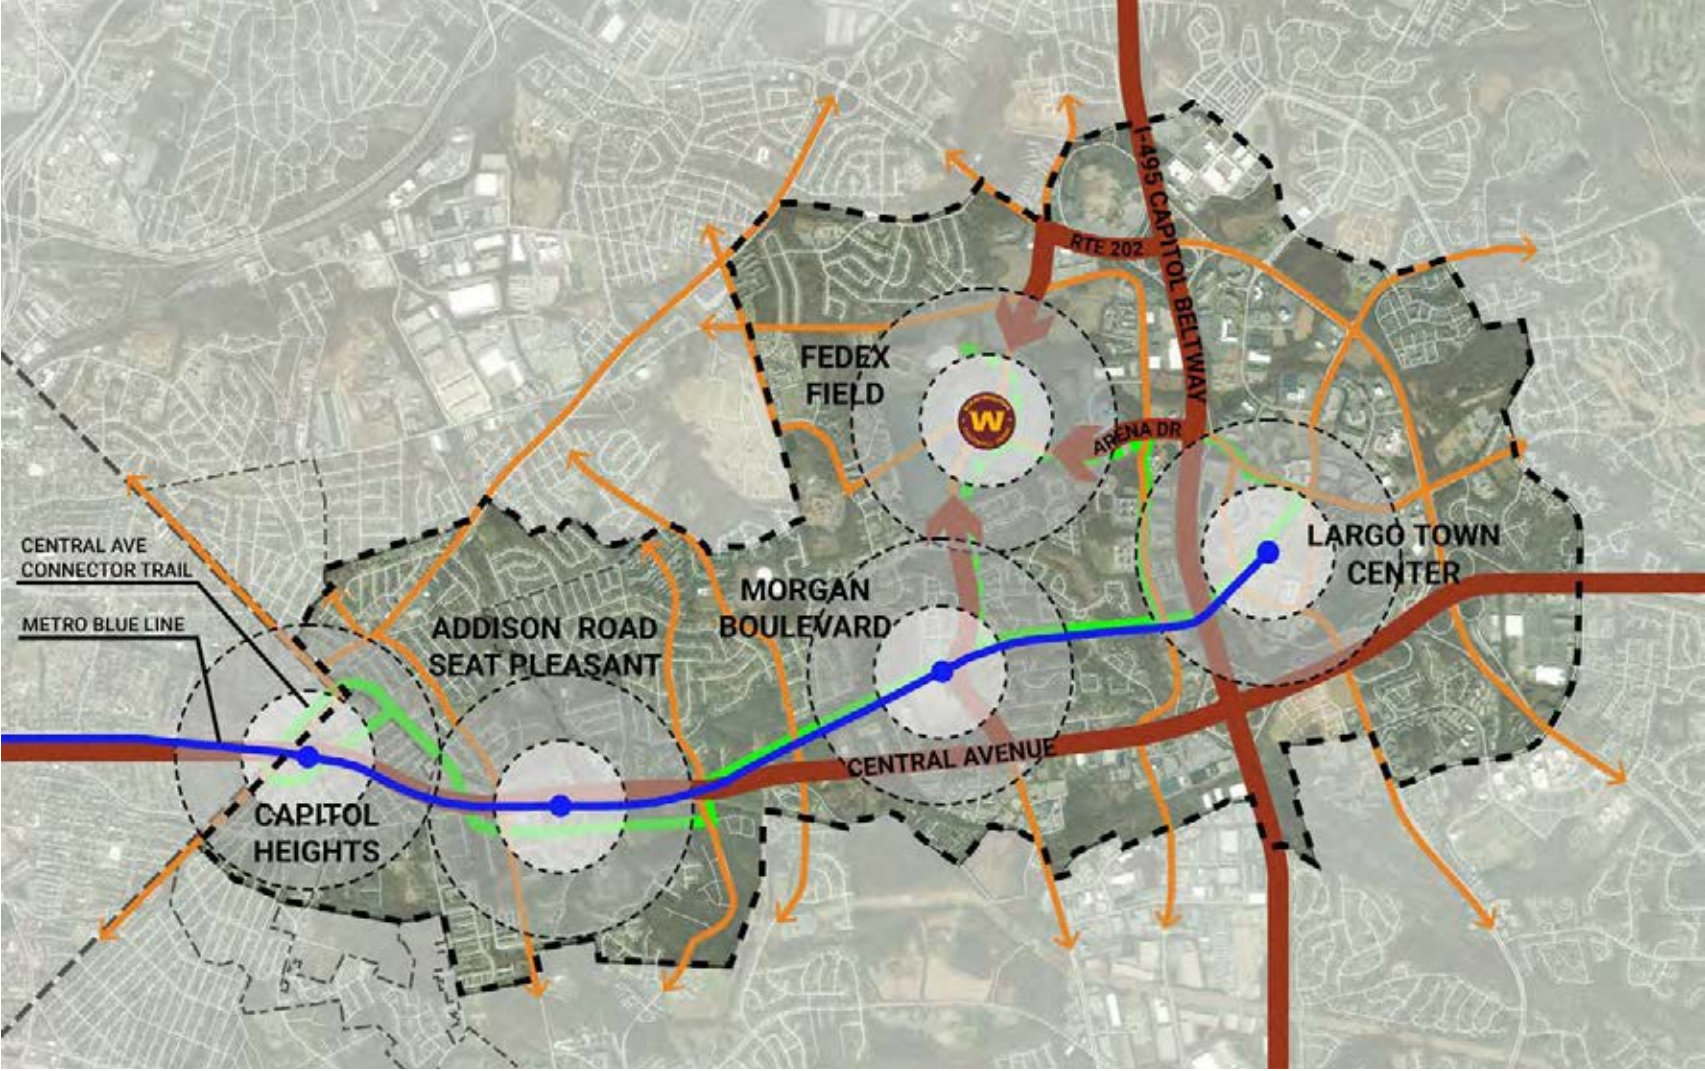 I-495 CAPITOL BELTWAY
RTE 202
FEDEX
FIELD
W
ARENA DR
LARGO TOWN
CENTER
CENTRAL AVE
CONNECTOR TRAIL
METRO BLUE LINE
MORGAN
BOULEVARD
ADDISON ROAD
SEAT PLEASANT
CENTRAL AVENUE
CAPITOL
HEIGHTS